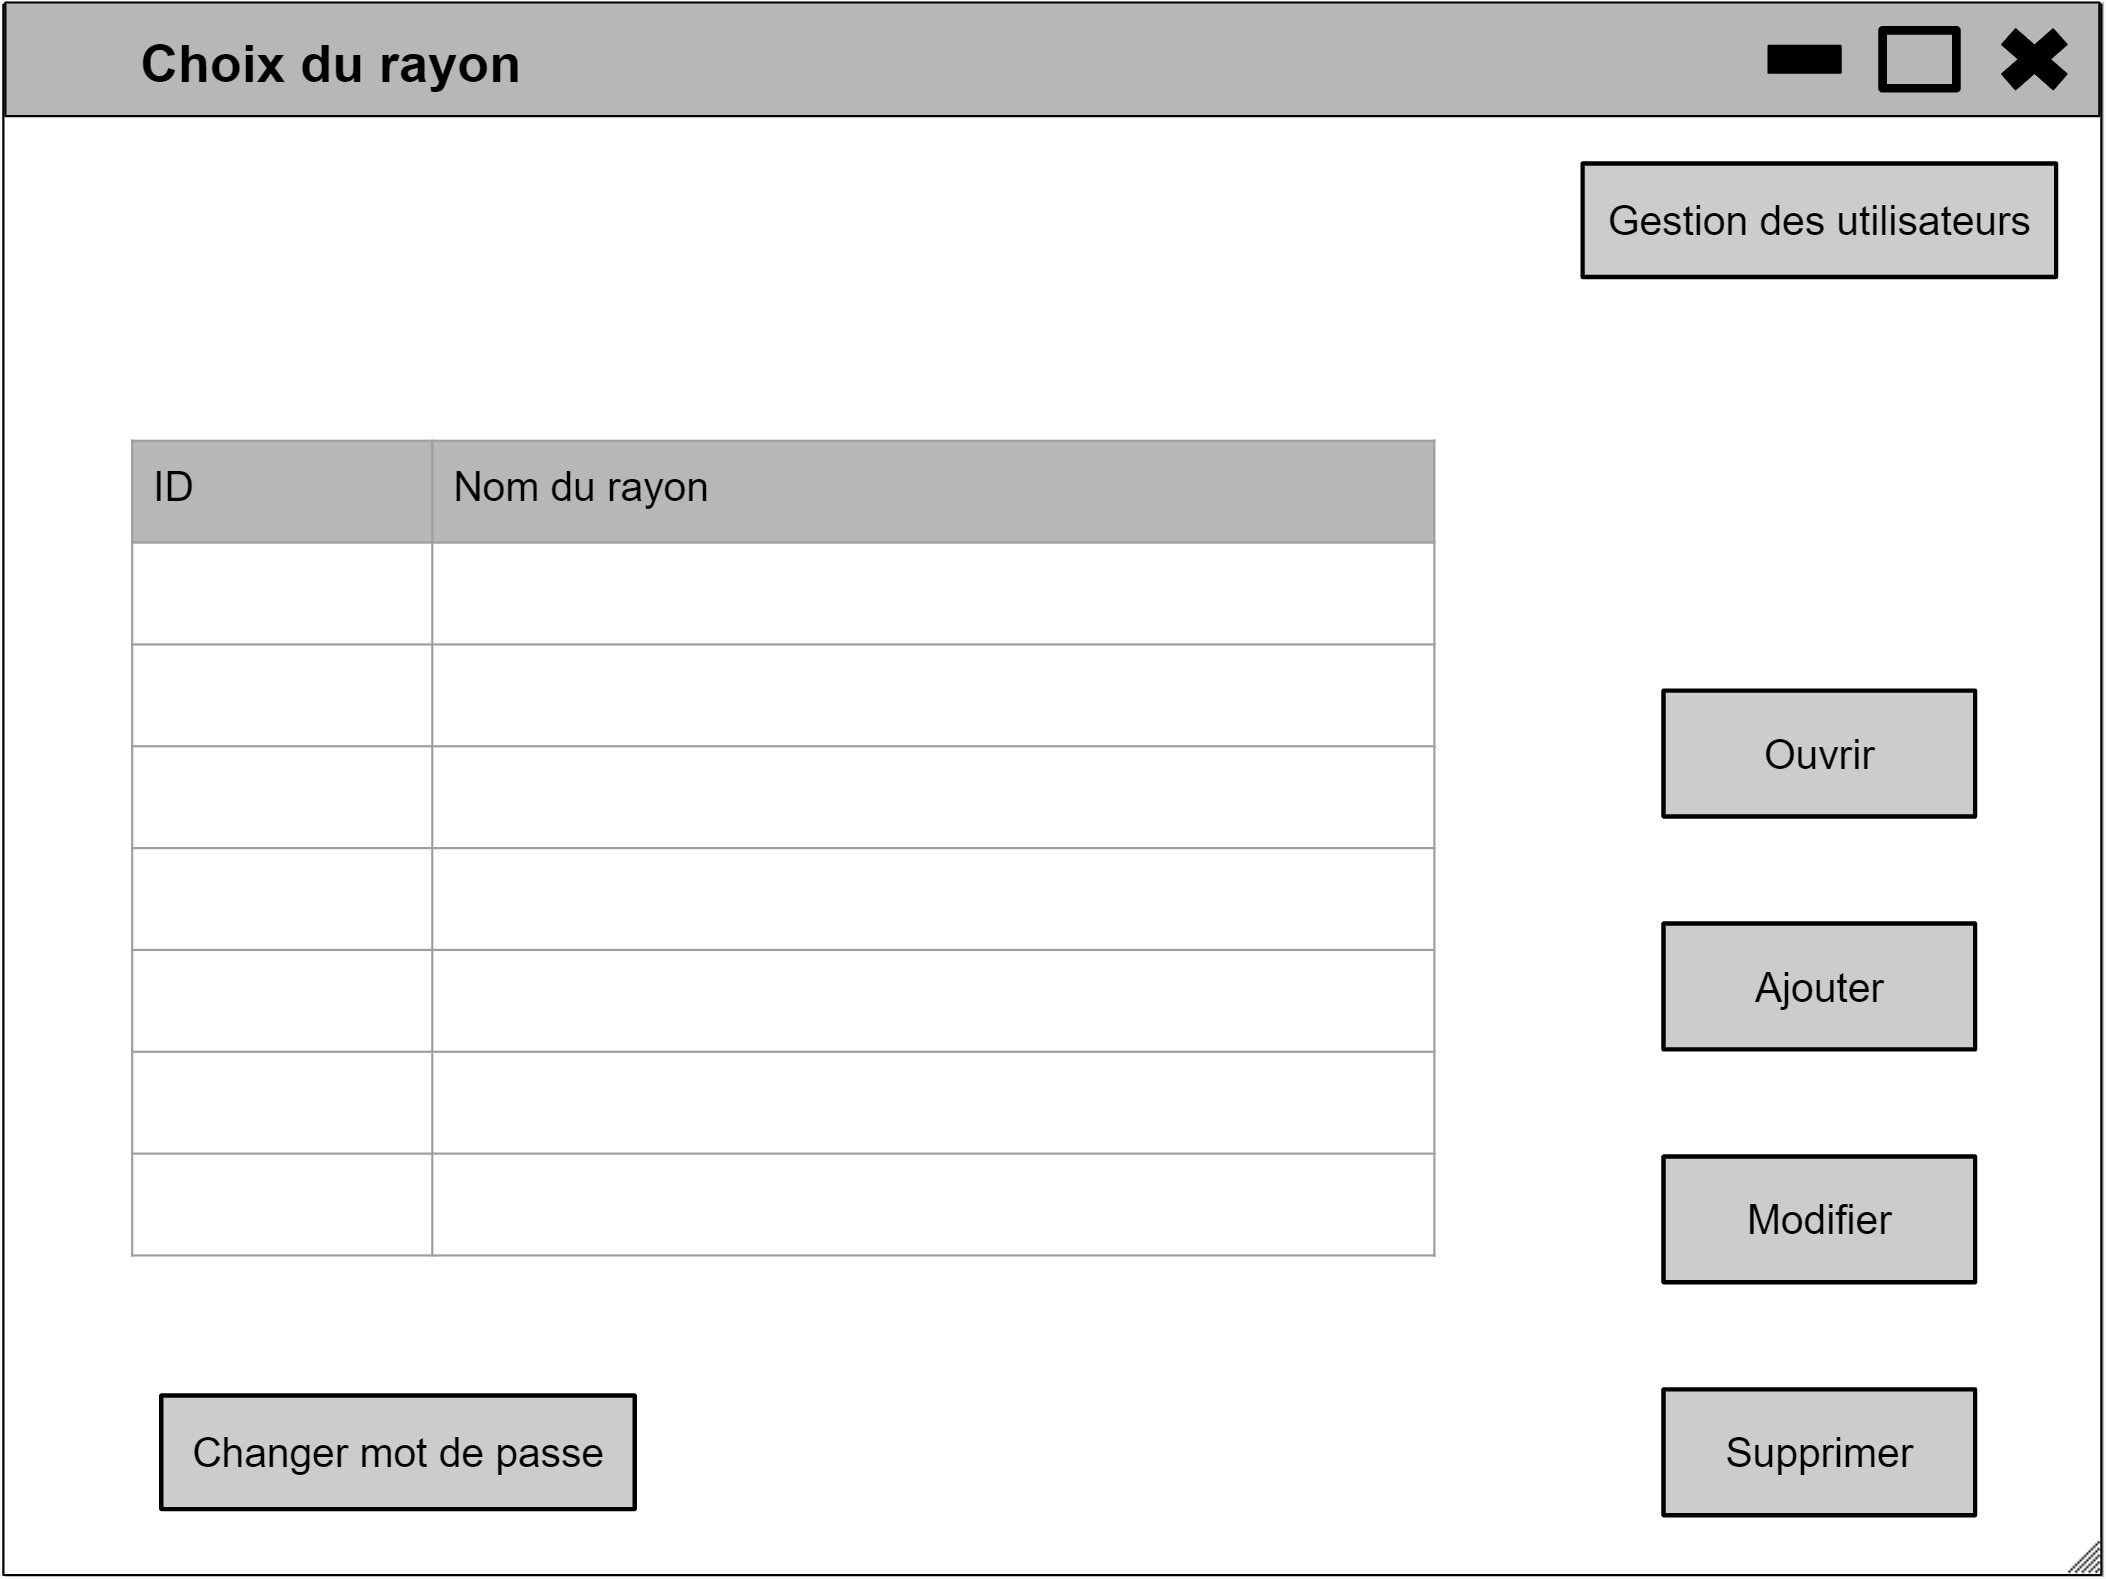 Choix du rayon
Gestion des utilisateurs
ID
Nom du rayon
Ouvrir
Ajouter
Modifier
Changer mot de passe
Supprimer